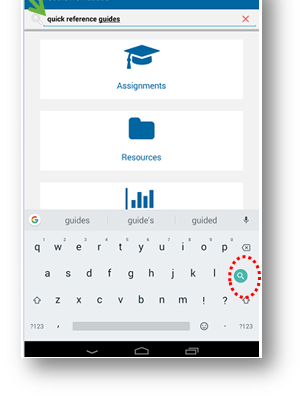 quick reference guides
Assignments
Resources
guides guide's guided
q w e r t y u i o p
a s d f g h j k l
z x c v b n m ! ?
?123 , . ?123